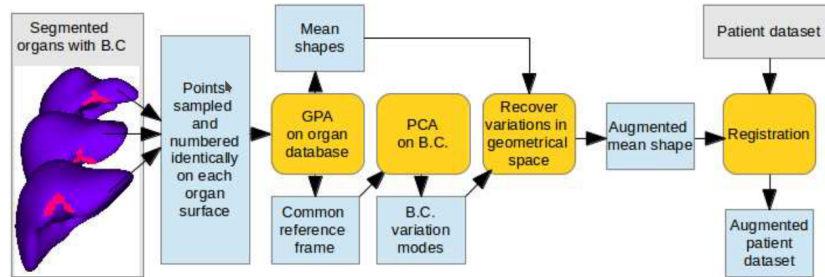 Segmented
organs with B.C
Points
sampled
and
numbered
identically
on each
organ
surface
Mean
shapes
GPA
on organ
database
Common
reference
frame
PCA
on B.C.
B.C.
variation
modes
Recover
variations in
geometrical
space
Augmented
mean shape
Patient dataset
Registration
Augmented
patient
dataset